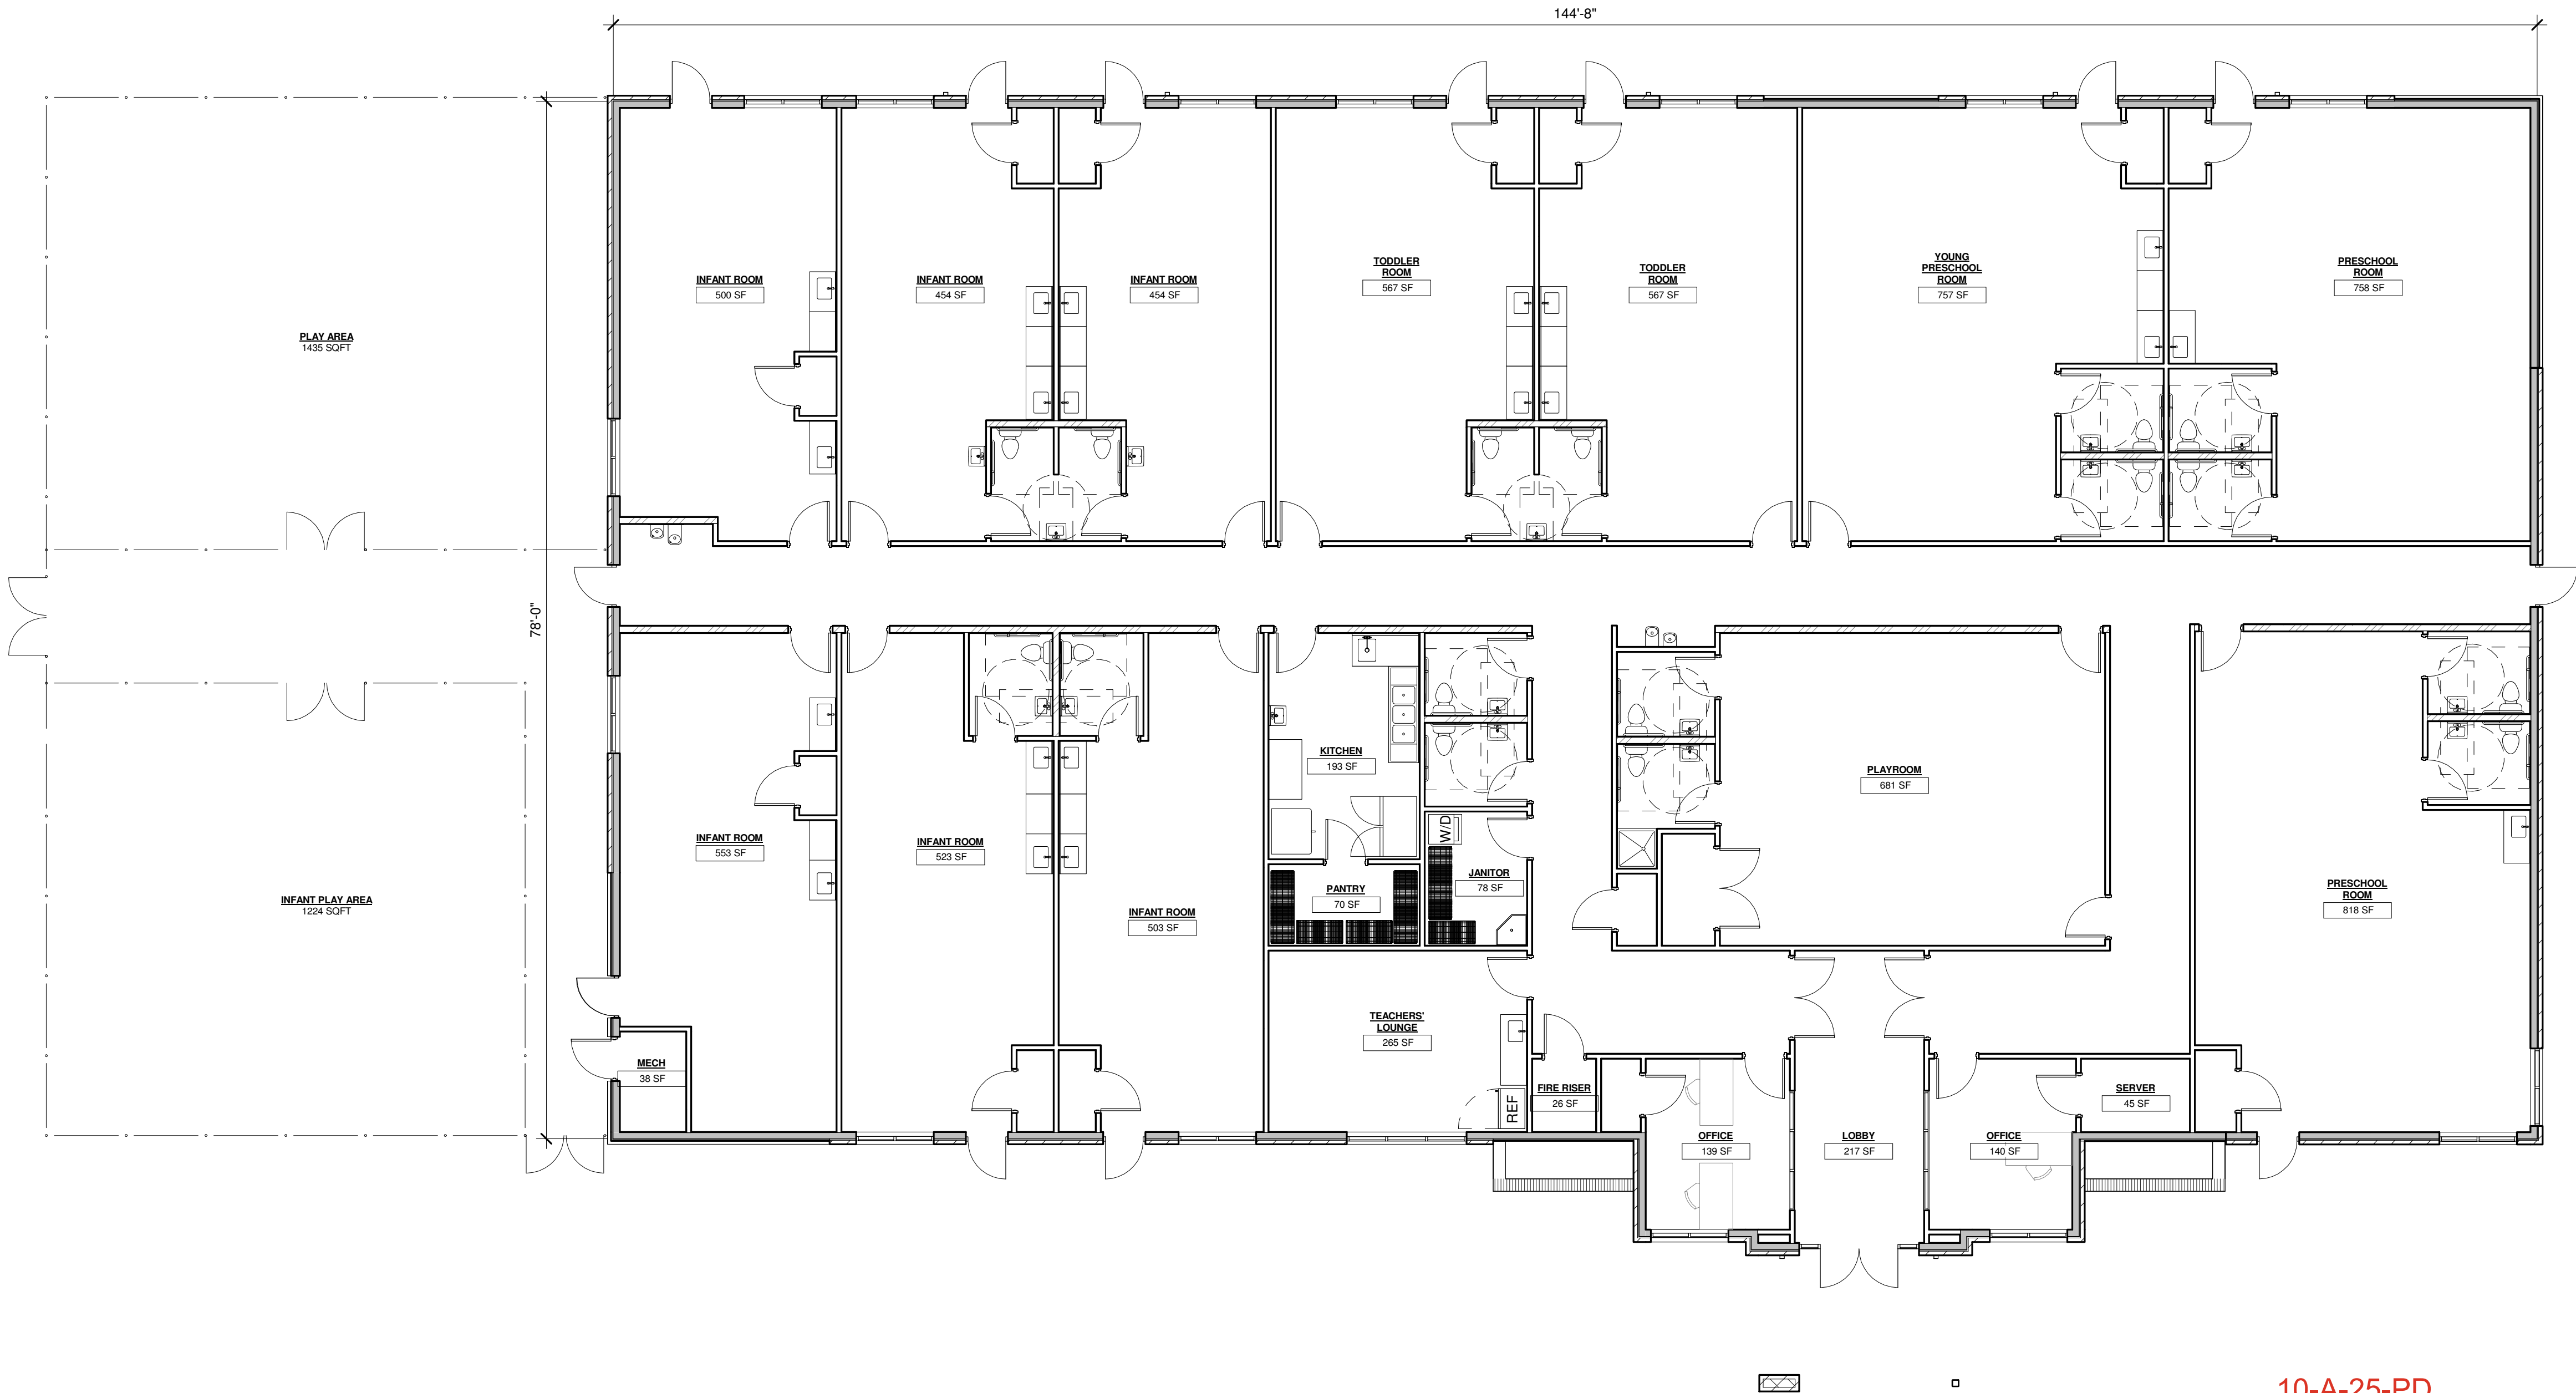 144'-8"
INFANT ROOM
500 SF
INFANT ROOM
454 SF
INFANT ROOM
454 SF
TODDLER
ROOM
567 SF
TODDLER
ROOM
567 SF
YOUNG
PRESCHOOL
ROOM
757 SF
PRESCHOOL
ROOM
758 SF
PLAY AREA
1435 SQFT
78'-0"
INFANT PLAY AREA
1224 SQFT
INFANT ROOM
553 SF
INFANT ROOM
523 SF
INFANT ROOM
503 SF
KITCHEN
193 SF
PANTRY
70 SF
W/D
JANITOR
78 SF
PLAYROOM
681 SF
PRESCHOOL
ROOM
818 SF
MECH
38 SF
TEACHERS'
LOUNGE
265 SF
REF
FIRE RISER
26 SF
OFFICE
139 SF
LOBBY
217 SF
OFFICE
140 SF
SERVER
45 SF
10-A-25-PD